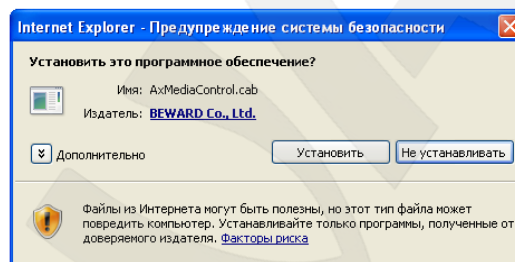 Internet Explorer - Предупреждение системы безопасности
Установить это программное обеспечение?
Имя: AxMediaControl.cab
Издатель: BEWARD Co., Ltd.
Дополнительно
Установить
Не устанавливать
Файлы из Интернета могут быть полезны, но этот тип файла может
повредить компьютер. Устанавливайте только программы, полученные от
доверяемого издателя. Факторы риска